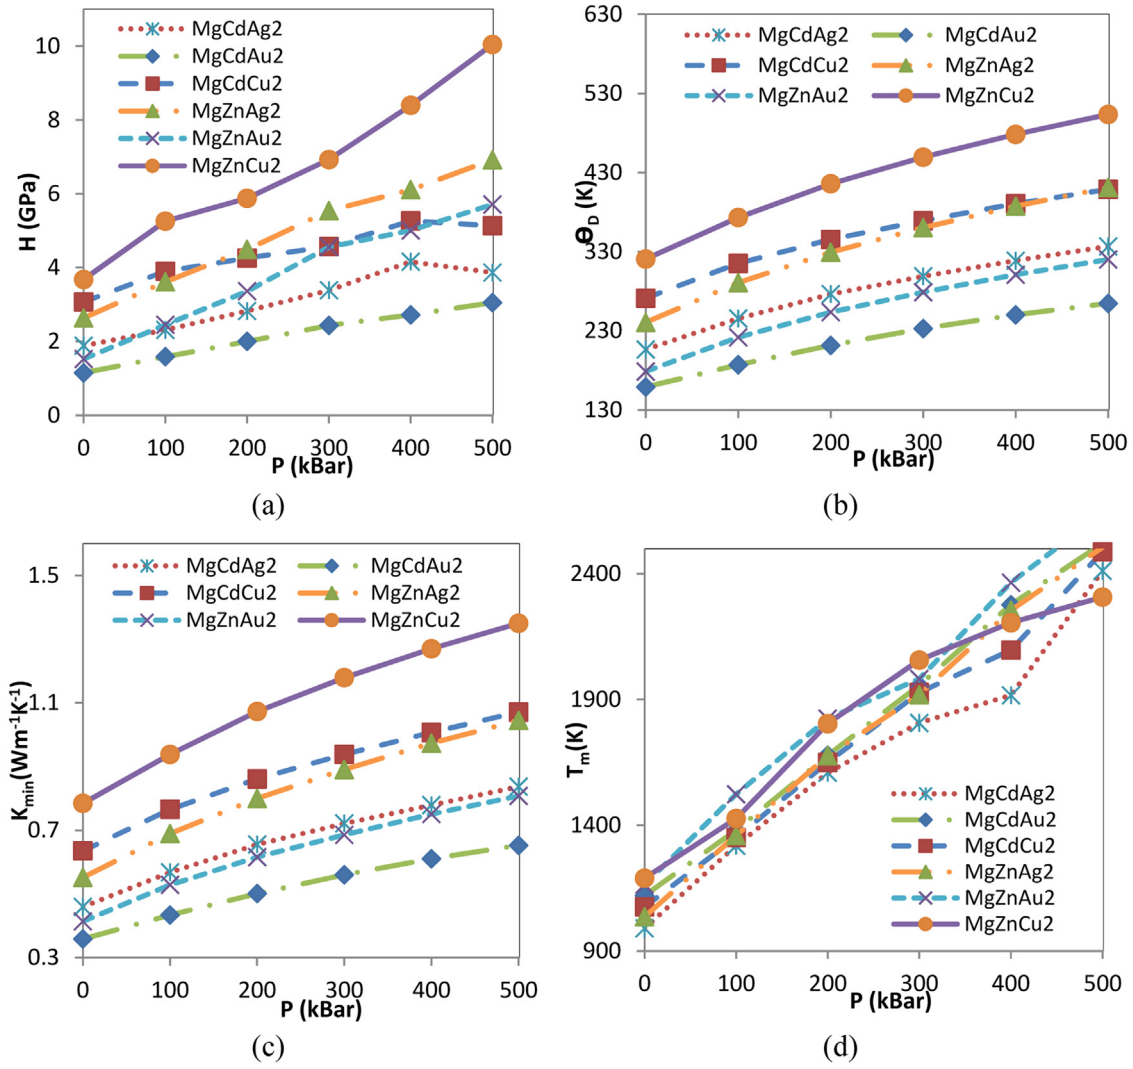 10
8
6
4
2
0
H (GPa)
MgCdAg2
MgCdAu2
MgCdCu2
MgZnAg2
MgZnAu2
MgZnCu2
0 100 200 300 400 500
P (kBar)
(a)
630
530
430
330
230
130
ϴD (K)
MgCdAg2 MgCdAu2
MgCdCu2 MgZnAg2
MgZnAu2 MgZnCu2
0 100 200 300 400 500
P (kBar)
(b)
1.5
1.1
0.7
0.3
Kmin(Wm-1K-1)
MgCdAg2 MgCdAu2
MgCdCu2 MgZnAg2
MgZnAu2 MgZnCu2
0 100 200 300 400 500
P (kBar)
(c)
2400
1900
1400
900
Tm(K)
MgCdAg2
MgCdAu2
MgCdCu2
MgZnAg2
MgZnAu2
MgZnCu2
0 100 200 300 400 500
P (kBar)
(d)